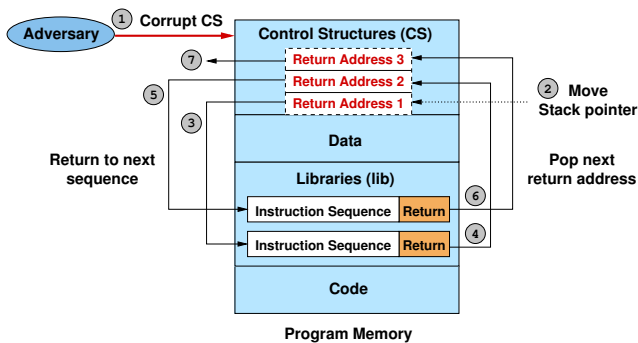 Adversary
1
Corrupt CS
Control Structures (CS)
7
Return Address 3
5
Return Address 2
2
Move
Stack pointer
3
Return Address 1
Data
Return to next
sequence
Pop next
return address
Libraries (lib)
Instruction Sequence
Return
6
Instruction Sequence
Return
4
Code
Program Memory